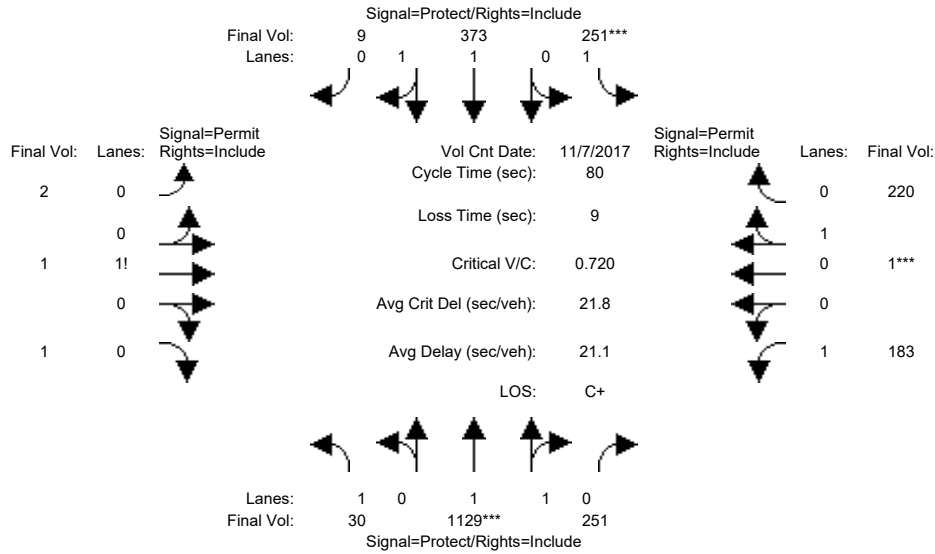 Signal=Protect/Rights=Include
Final Vol: 9 373 251***
Lanes: 0 1 1 0 1
Signal=Permit
Final Vol: Lanes: Rights=Include
Vol Cnt Date: 11/7/2017
Signal=Permit
Rights=Include Lanes: Final Vol:
Cycle Time (sec): 80
2 0
0 220
Loss Time (sec): 9
0
1
1 1!
Critical V/C: 0.720
0 1***
0
Avg Crit Del (sec/veh): 21.8
0
1 0
Avg Delay (sec/veh): 21.1
1 183
LOS: C+
Lanes: 1 0 1 1 0
Final Vol: 30 1129*** 251
Signal=Protect/Rights=Include